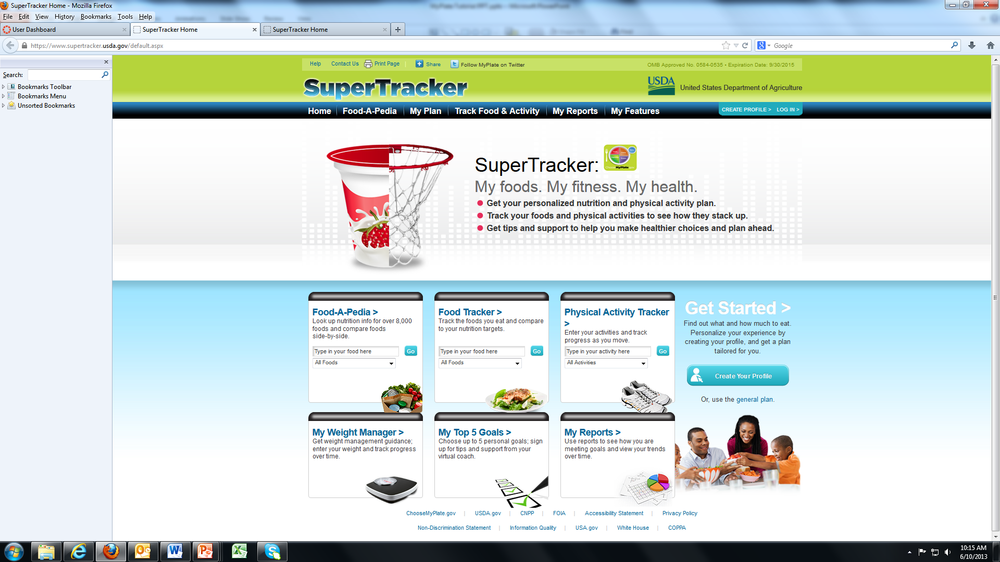 SuperTracker Home - Mozilla Firefox
File Edit View History Bookmarks Tools Help
User Dashboard
SuperTracker Home
SuperTracker Home
https://www.supertracker.usda.gov/default.aspx
Google
Search:
Bookmarks Toolbar
Bookmarks Menu
Unsorted Bookmarks
Help Contact Us Print Page Share Follow MyPlate on Twitter
OMB Approved No. 0584-0535 • Expiration Date: 9/30/2015
SuperTracker
USDA United States Department of Agriculture
Home Food-A-Pedia My Plan Track Food & Activity My Reports My Features
CREATE PROFILE > LOG IN >
SuperTracker:
My foods. My fitness. My health.
Get your personalized nutrition and physical activity plan.
Track your foods and physical activities to see how they stack up.
Get tips and support to help you make healthier choices and plan ahead.
Food-A-Pedia >
Look up nutrition info for over 8,000
foods and compare foods
side-by-side.
Type in your food here Go
All Foods
Food Tracker >
Track the foods you eat and compare
to your nutrition targets.
Type in your food here Go
All Foods
Physical Activity Tracker
>
Enter your activities and track
progress as you move.
Type in your activity here Go
All Activities
Get Started >
Find out what and how much to eat.
Personalize your experience by
creating your profile, and get a plan
tailored for you.
Create Your Profile
Or, use the general plan.
My Weight Manager >
Get weight management guidance;
enter your weight and track progress
over time.
My Top 5 Goals >
Choose up to 5 personal goals; sign
up for tips and support from your
virtual coach.
My Reports >
Use reports to see how you are
meeting goals and view your trends
over time.
ChooseMyPlate.gov | USDA.gov | CNPP | FOIA | Accessibility Statement | Privacy Policy
Non-Discrimination Statement | Information Quality | USA.gov | White House | COPPA
10:15 AM
6/10/2013